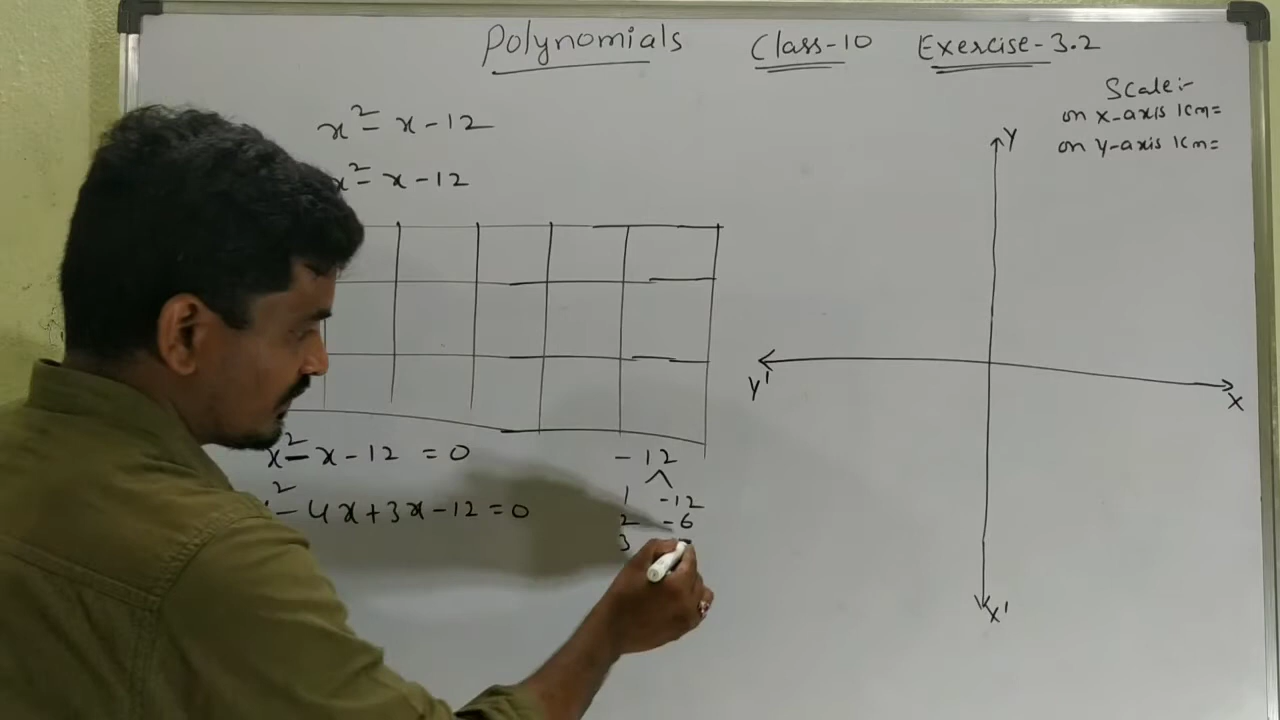 Polynomials Class-10 Exercise-3.2
Scale:-
on x-axis 1cm=
on y-axis 1cm=
x² - x - 12
x² - x - 12
Y
Y'
X
X'
x² - x - 12 = 0
² - 4x + 3x - 12 = 0
-12
1 -12
2 -6
3